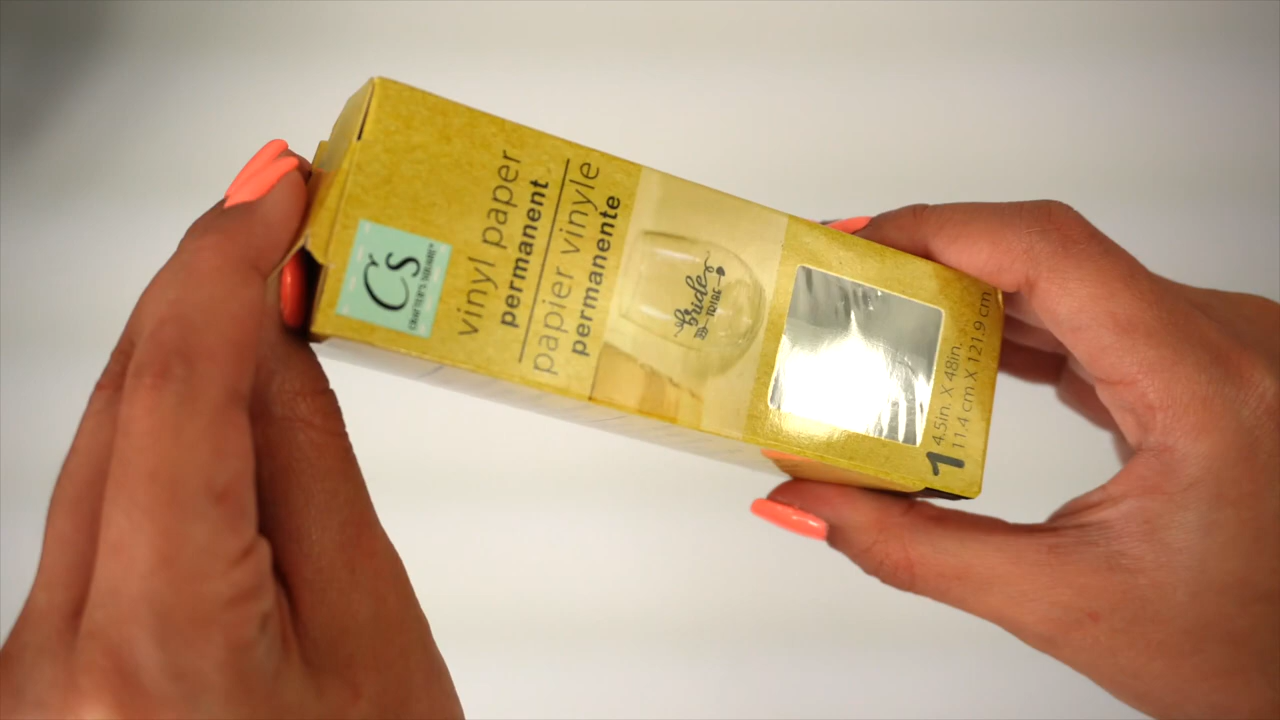 C's
CRAFTER'S SQUARE
vinyl paper
permanent
papier vinyle
permanente
Bride
TRIBE
1
4.5in. X 48in.
11.4 cm X 121.9 cm